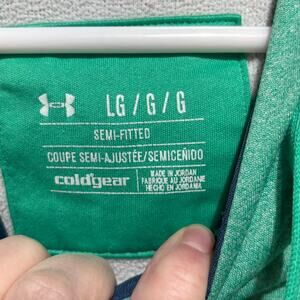 LG / G / G
SEMI-FITTED
COUPE SEMI-AJUSTÉE/SEMICEÑIDO
coldgear
MADE IN JORDAN
FABRIQUÉ AU JORDANIE
HECHO EN JORDANIA